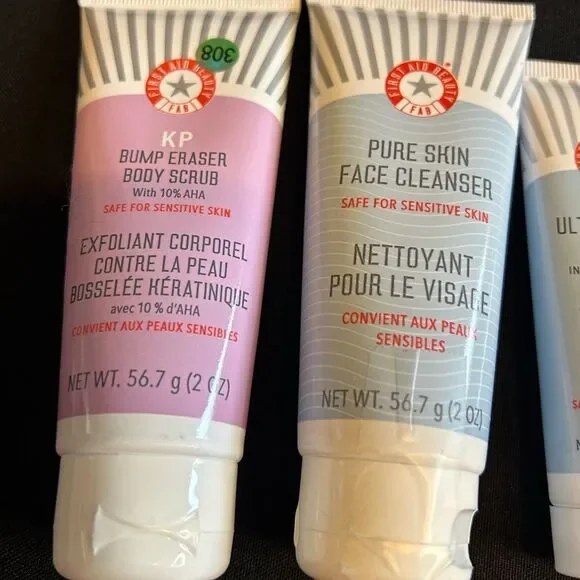 308
FIRST AID BEAUTY
FAB
KP
BUMP ERASER
BODY SCRUB
With 10% AHA
SAFE FOR SENSITIVE SKIN
EXFOLIANT CORPOREL
CONTRE LA PEAU
BOSSELÉE KÉRATINIQUE
avec 10 % d'AHA
CONVIENT AUX PEAUX SENSIBLES
NET WT. 56.7 g (2 OZ)
FIRST AID BEAUTY
FAB
PURE SKIN
FACE CLEANSER
SAFE FOR SENSITIVE SKIN
NETTOYANT
POUR LE VISAGE
CONVIENT AUX PEAUX
SENSIBLES
NET WT. 56.7 g (2 OZ)
ULT
IN